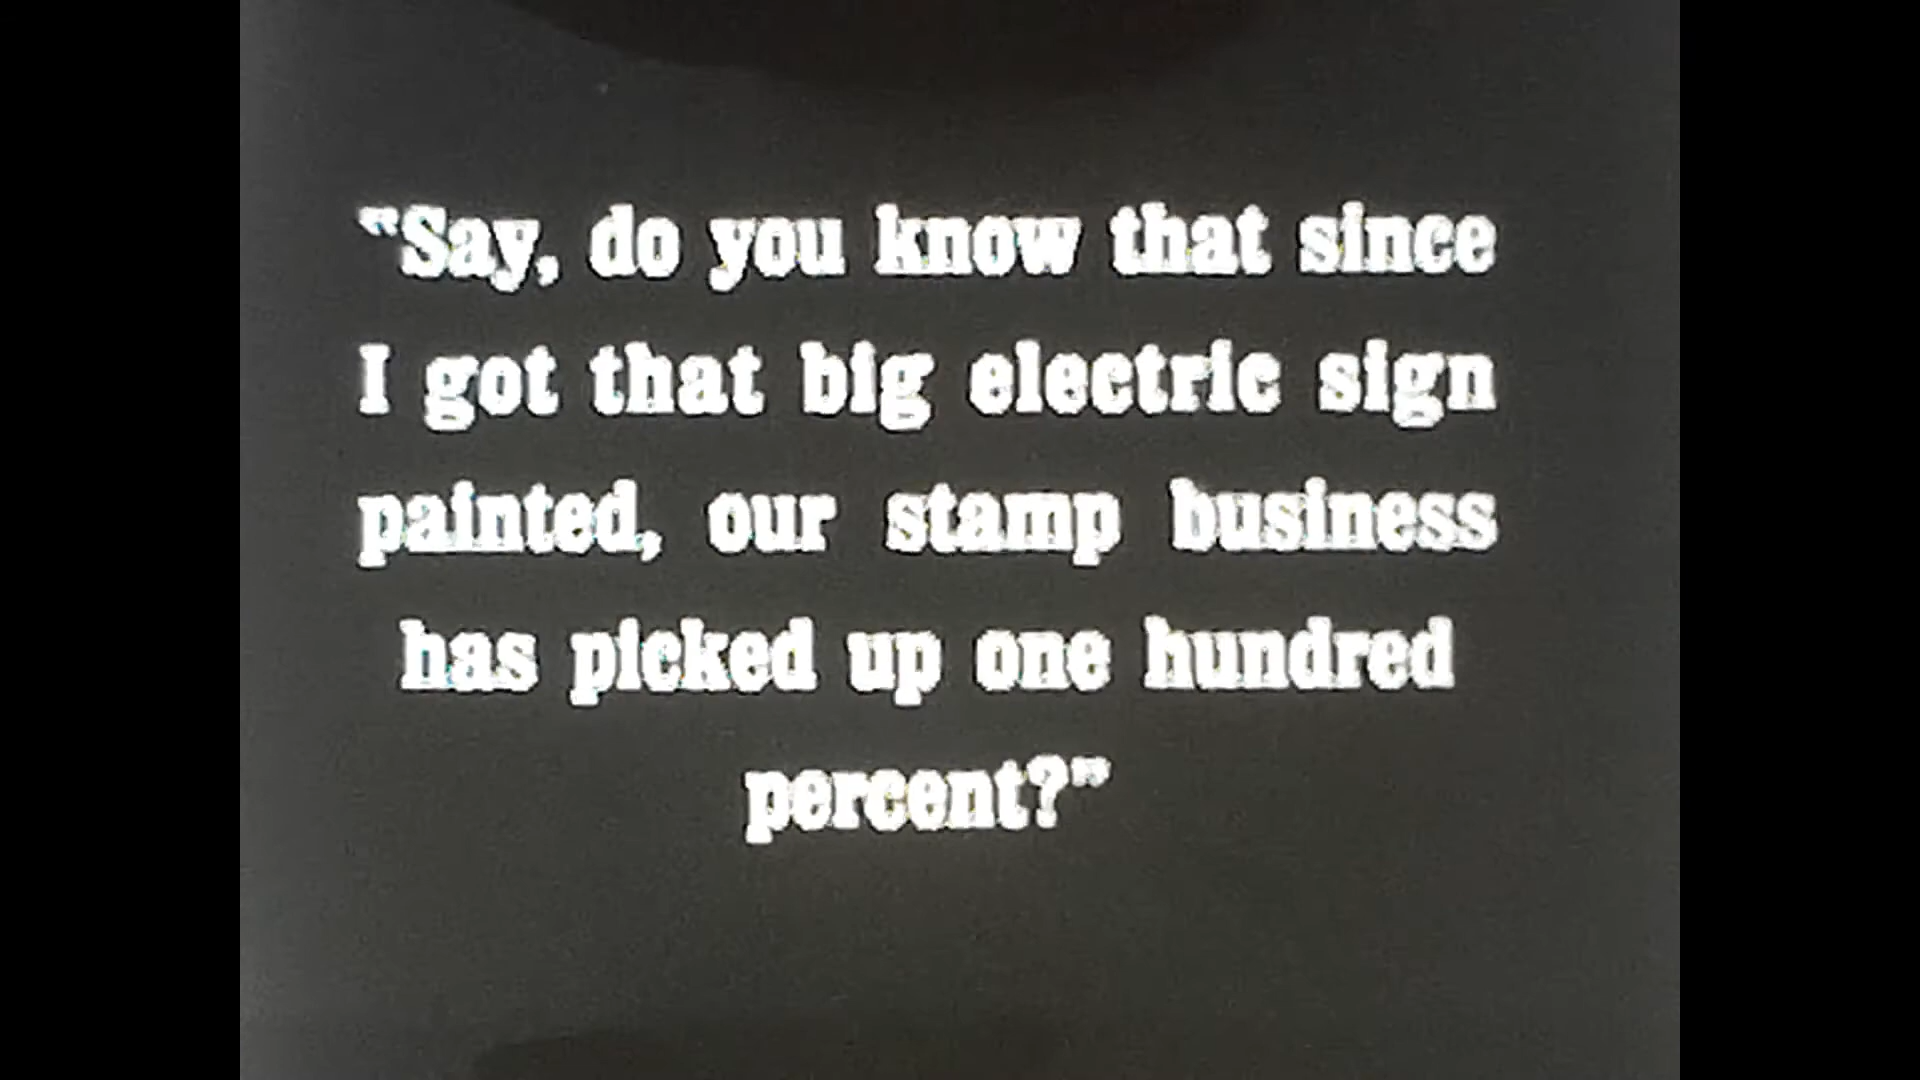 "Say, do you know that since
I got that big electric sign
painted, our stamp business
has picked up one hundred
percent?"